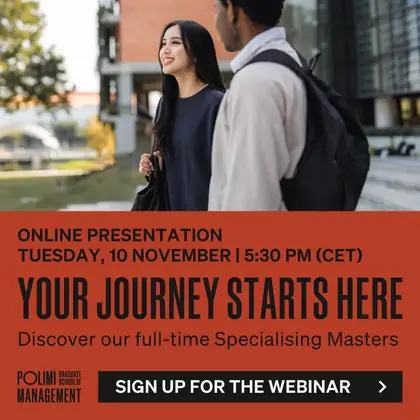 ONLINE PRESENTATION
TUESDAY, 10 NOVEMBER | 5:30 PM (CET)
YOUR JOURNEY STARTS HERE
Discover our full-time Specialising Masters
POLIMI GRADUATE SCHOOL OF MANAGEMENT
SIGN UP FOR THE WEBINAR